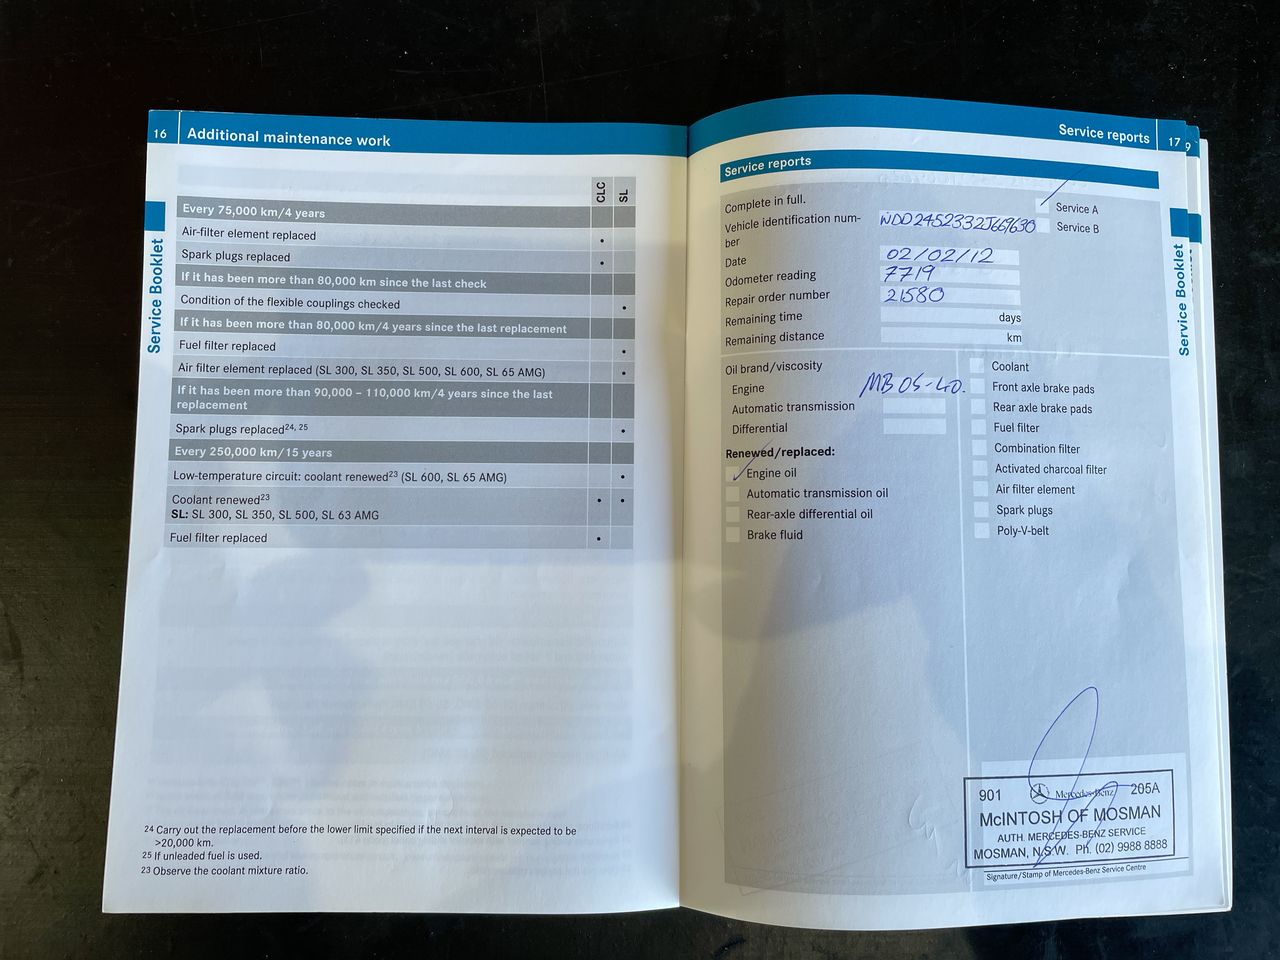 16 Additional maintenance work
CLC SL
Every 75,000 km/4 years
Air-filter element replaced •
Spark plugs replaced •
If it has been more than 80,000 km since the last check
Condition of the flexible couplings checked •
If it has been more than 80,000 km/4 years since the last replacement
Fuel filter replaced •
Air filter element replaced (SL 300, SL 350, SL 500, SL 600, SL 65 AMG) •
If it has been more than 90,000 – 110,000 km/4 years since the last
replacement
Spark plugs replaced24, 25 •
Every 250,000 km/15 years
Low-temperature circuit: coolant renewed23 (SL 600, SL 65 AMG) •
Coolant renewed23 • •
SL: SL 300, SL 350, SL 500, SL 63 AMG
Fuel filter replaced •
24 Carry out the replacement before the lower limit specified if the next interval is expected to be
>20,000 km.
25 If unleaded fuel is used.
23 Observe the coolant mixture ratio.
Service Booklet
Service reports 17
9
Service reports
Complete in full.
Service A
Vehicle identification num-
ber
WDD2452332J669630
Service B
Date 02/02/12
Odometer reading 7719
Repair order number 21580
Remaining time days
Remaining distance km
Oil brand/viscosity
Engine MB 05-40.
Automatic transmission
Differential
Renewed/replaced:
Engine oil
Automatic transmission oil
Rear-axle differential oil
Brake fluid
Coolant
Front axle brake pads
Rear axle brake pads
Fuel filter
Combination filter
Activated charcoal filter
Air filter element
Spark plugs
Poly-V-belt
901 Mercedes-Benz 205A
McINTOSH OF MOSMAN
AUTH. MERCEDES-BENZ SERVICE
MOSMAN, N.S.W. Ph. (02) 9988 8888
Signature/Stamp of Mercedes-Benz Service Centre
Service Booklet